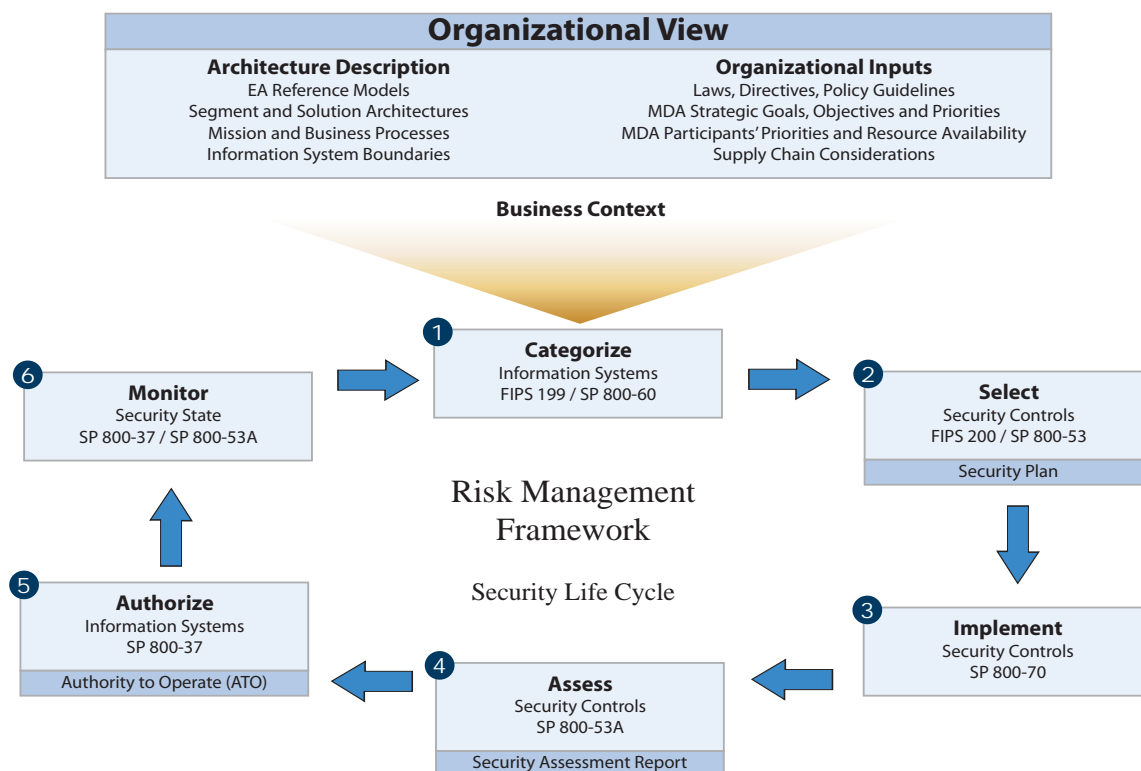 Organizational View
Architecture Description
EA Reference Models
Segment and Solution Architectures
Mission and Business Processes
Information System Boundaries
Organizational Inputs
Laws, Directives, Policy Guidelines
MDA Strategic Goals, Objectives and Priorities
MDA Participants’ Priorities and Resource Availability
Supply Chain Considerations
Business Context
1
Categorize
Information Systems
FIPS 199 / SP 800-60
2
Select
Security Controls
FIPS 200 / SP 800-53
Security Plan
3
Implement
Security Controls
SP 800-70
4
Assess
Security Controls
SP 800-53A
Security Assessment Report
5
Authorize
Information Systems
SP 800-37
Authority to Operate (ATO)
6
Monitor
Security State
SP 800-37 / SP 800-53A
Risk Management
Framework
Security Life Cycle